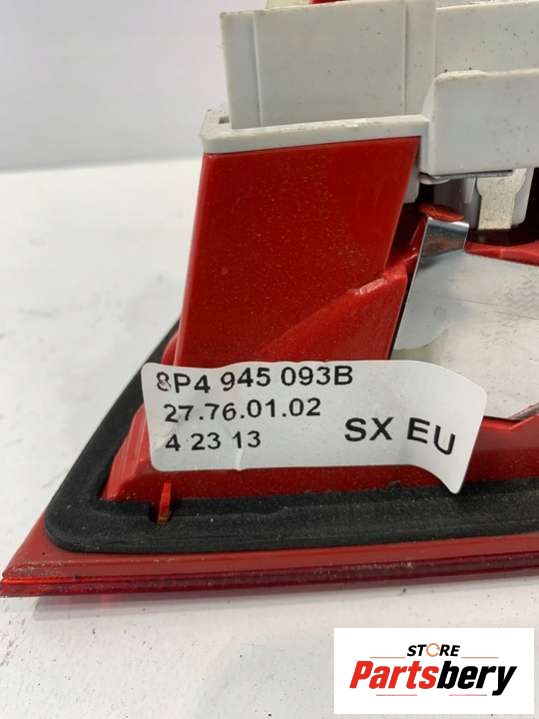 8P4 945 093B
27.76.01.02
4 23 13
SX EU
STORE
Partsbery